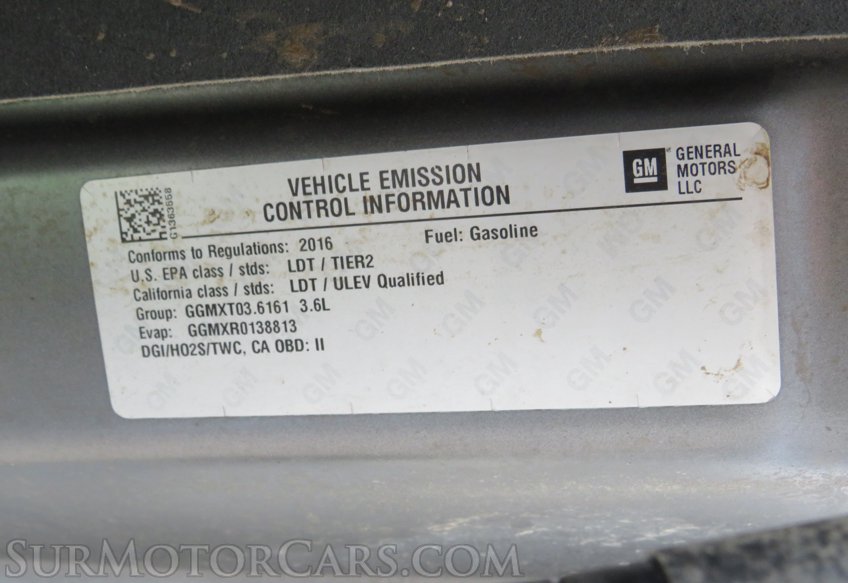 VEHICLE EMISSION
CONTROL INFORMATION
GM
GENERAL
MOTORS
LLC
G1363668
Conforms to Regulations: 2016 Fuel: Gasoline
U.S. EPA class / stds: LDT / TIER2
California class / stds: LDT / ULEV Qualified
Group: GGMXT03.6161 3.6L
Evap: GGMXR0138813
DGI/HO2S/TWC, CA OBD: II
SurMotorCars.com